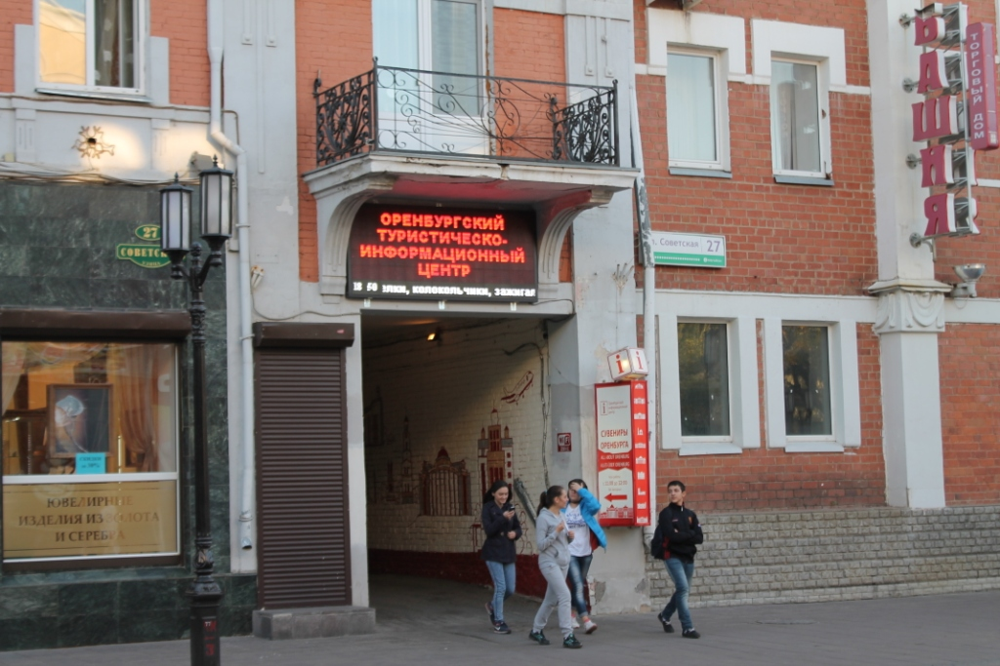 27
СОВЕТСКАЯ
ЮВЕЛИРНЫЕ
ИЗДЕЛИЯ ИЗ ЗОЛОТА
И СЕРЕБРА
ОРЕНБУРГСКИЙ
ТУРИСТИЧЕСКО-
ИНФОРМАЦИОННЫЙ
ЦЕНТР
колокольчики, зажигал
Советская 27
i
СУВЕНИРЫ
ОРЕНБУРГА
БАШНЯ
ТОРГОВЫЙ ДОМ